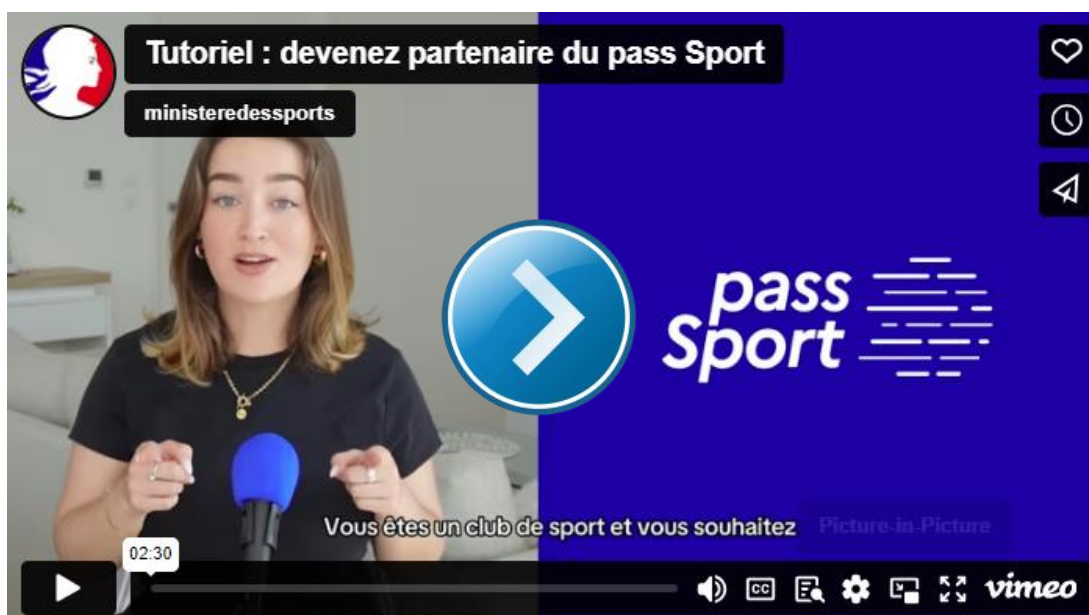 Tutoriel : devenez partenaire du pass Sport
ministeredessports
pass
Sport
Vous êtes un club de sport et vous souhaitez
Picture-in-Picture
02:30
CC
vimeo